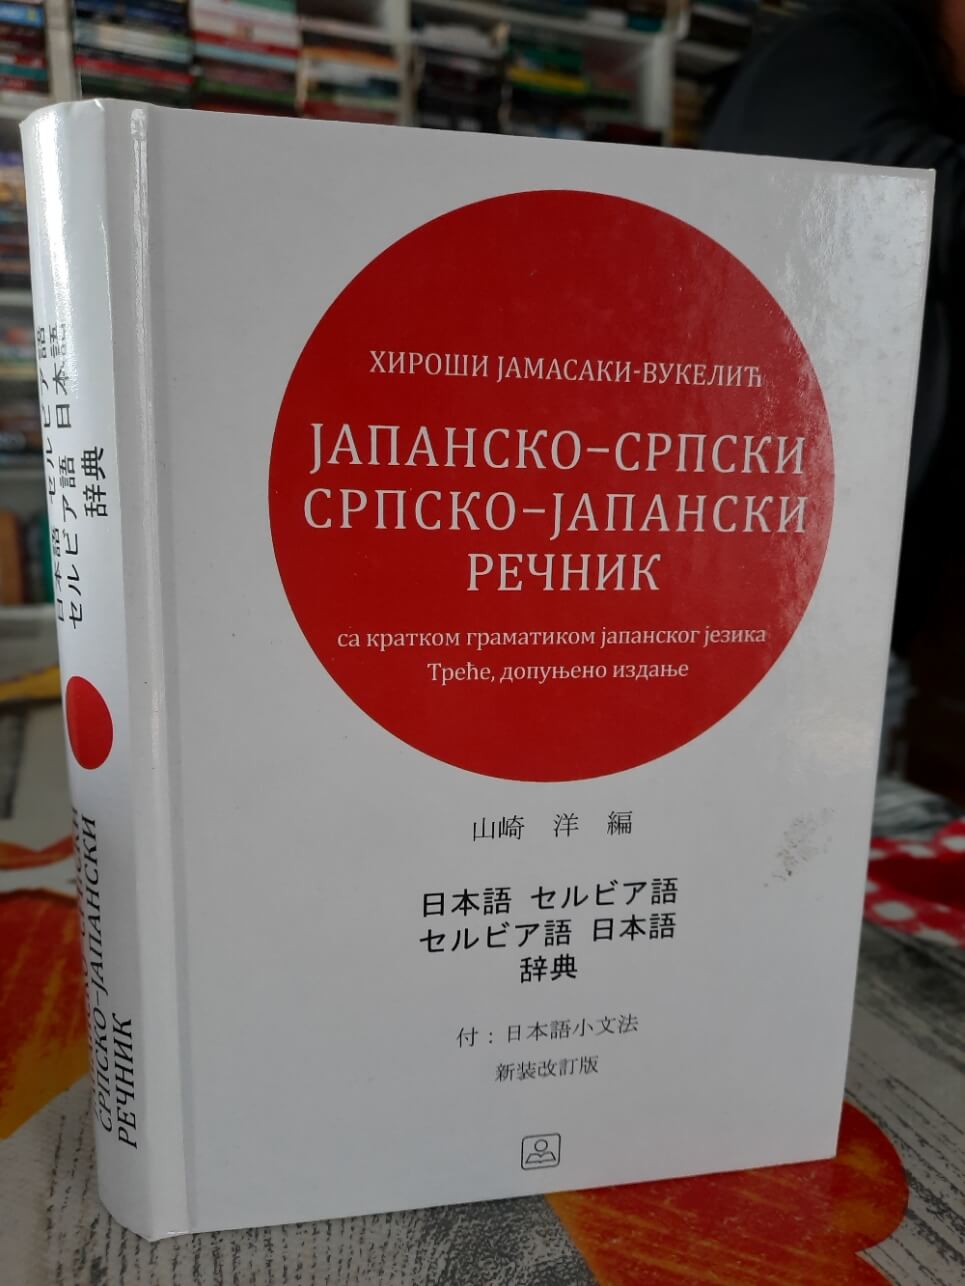 ХИРОШИ ЈАМАСАКИ-ВУКЕЛИЋ
ЈАПАНСКО-СРПСКИ
СРПСКО-ЈАПАНСКИ
РЕЧНИК
са кратком граматиком јапанског језика
Треће, допуњено издање
山崎 洋 編
日本語 セルビア語
セルビア語 日本語
辞典
付：日本語小文法
新装改訂版
日本語 セルビア語
セルビア語 日本語
辞典
СРПСКО-ЈАПАНСКИ
РЕЧНИК